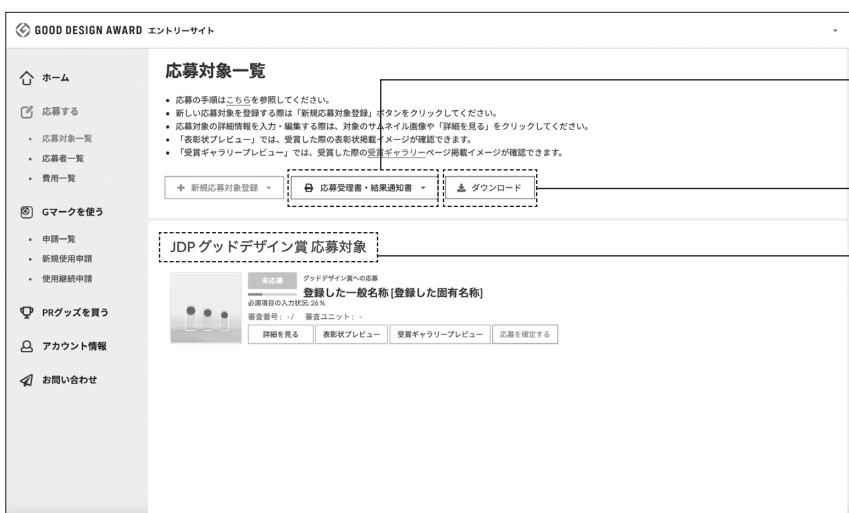 GOOD DESIGN AWARD エントリーサイト
ホーム
応募する
・ 応募対象一覧
・ 応募者一覧
・ 費用一覧
Gマークを使う
・ 申請一覧
・ 新規使用申請
・ 使用継続申請
PRグッズを買う
アカウント情報
お問い合わせ
応募対象一覧
• 応募の手順はこちらを参照してください。
• 新しい応募対象を登録する際は「新規応募対象登録」ボタンをクリックしてください。
• 応募対象の詳細情報を入力・編集する際は、対象のサムネイル画像や「詳細を見る」をクリックしてください。
• 「表彰状プレビュー」では、受賞した際の表彰状掲載イメージが確認できます。
• 「受賞ギャラリープレビュー」では、受賞した際の受賞ギャラリーページ掲載イメージが確認できます。
+ 新規応募対象登録
応募受理書・結果通知書
ダウンロード
JDP グッドデザイン賞 応募対象
未応募 グッドデザイン賞への応募
登録した一般名称 [登録した固有名称]
必須項目の入力状況: 26 %
審査番号: - / 審査ユニット: -
詳細を見る 表彰状プレビュー 受賞ギャラリープレビュー 応募を確定する